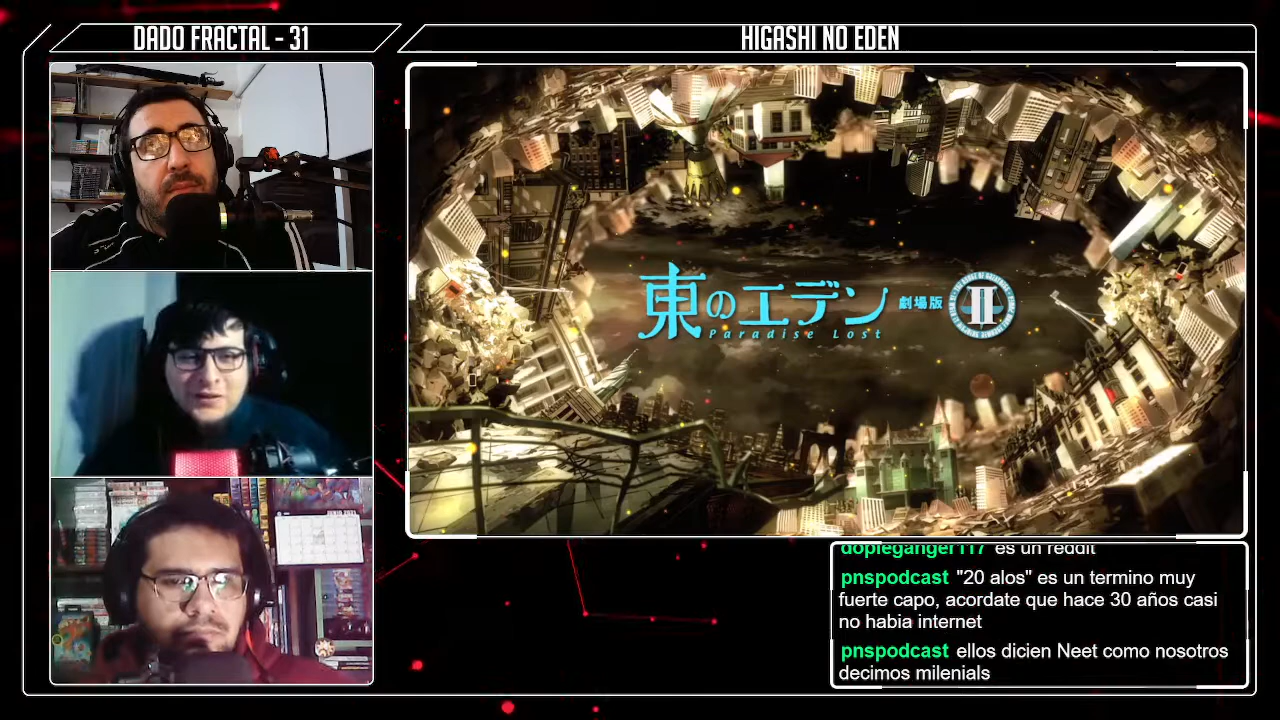 DADO FRACTAL - 31
HIGASHI NO EDEN
東のエデン 劇場版 II
Paradise Lost
dopleganger117 es un reddit
pnspodcast "20 alos" es un termino muy
fuerte capo, acordate que hace 30 años casi
no habia internet
pnspodcast ellos dicien Neet como nosotros
decimos milenials